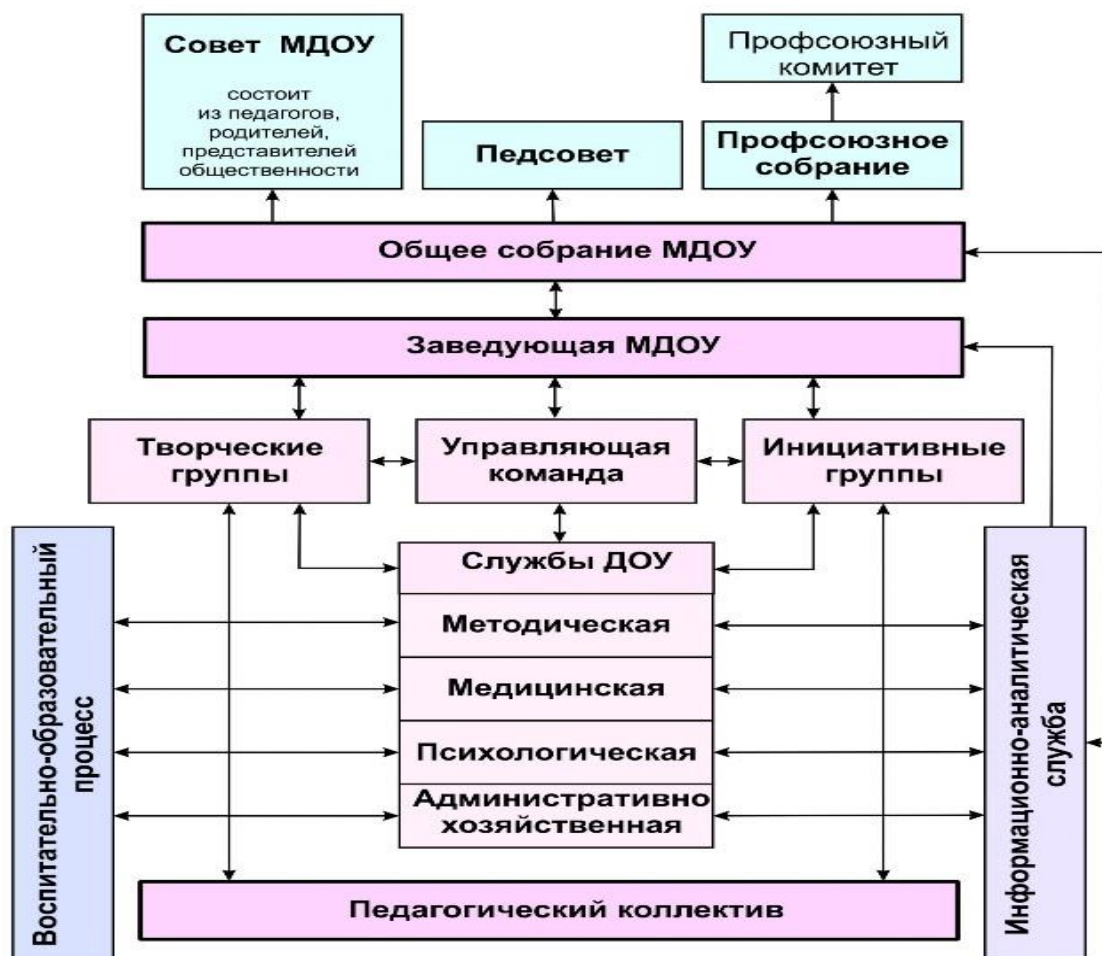 Совет МДОУ
состоит
из педагогов,
родителей,
представителей
общественности
Педсовет
Профсоюзный
комитет
Профсоюзное
собрание
Общее собрание МДОУ
Заведующая МДОУ
Творческие
группы
Управляющая
команда
Инициативные
группы
Воспитательно-образовательный
процесс
Службы ДОУ
Методическая
Медицинская
Психологическая
Административно
хозяйственная
Информационно-аналитическая
служба
Педагогический коллектив